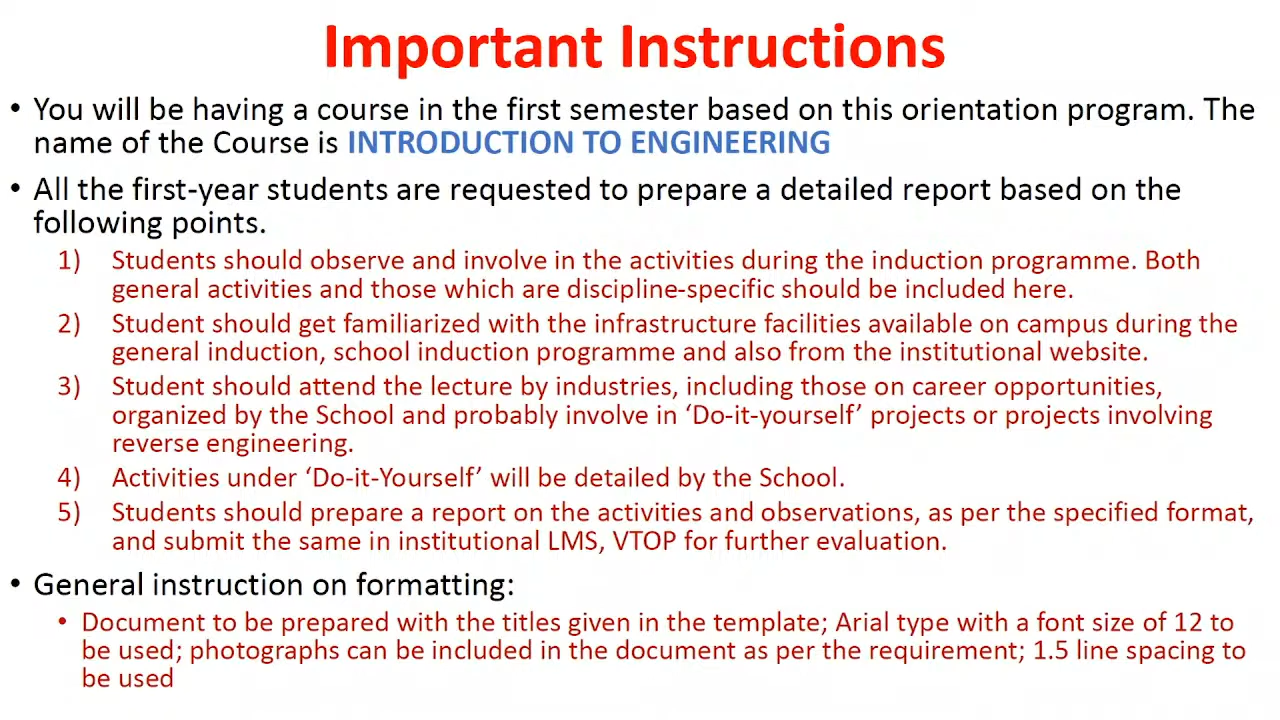 Important Instructions
• You will be having a course in the first semester based on this orientation program. The
name of the Course is INTRODUCTION TO ENGINEERING
• All the first-year students are requested to prepare a detailed report based on the
following points.
1) Students should observe and involve in the activities during the induction programme. Both
general activities and those which are discipline-specific should be included here.
2) Student should get familiarized with the infrastructure facilities available on campus during the
general induction, school induction programme and also from the institutional website.
3) Student should attend the lecture by industries, including those on career opportunities,
organized by the School and probably involve in ‘Do-it-yourself’ projects or projects involving
reverse engineering.
4) Activities under ‘Do-it-Yourself’ will be detailed by the School.
5) Students should prepare a report on the activities and observations, as per the specified format,
and submit the same in institutional LMS, VTOP for further evaluation.
• General instruction on formatting:
• Document to be prepared with the titles given in the template; Arial type with a font size of 12 to
be used; photographs can be included in the document as per the requirement; 1.5 line spacing to
be used